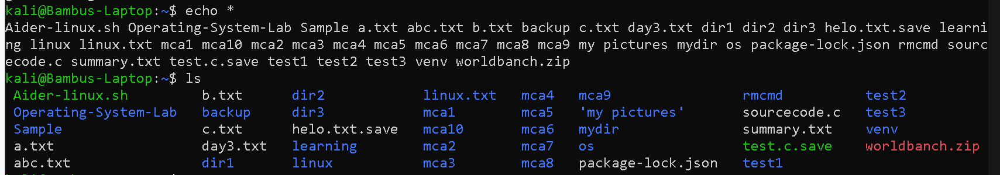 kali@Bambus-Laptop:~$ echo *
Aider-linux.sh Operating-System-Lab Sample a.txt abc.txt b.txt backup c.txt day3.txt dir1 dir2 dir3 helo.txt.save learni
ng linux linux.txt mca1 mca10 mca2 mca3 mca4 mca5 mca6 mca7 mca8 mca9 my pictures mydir os package-lock.json rmcmd sourc
ecode.c summary.txt test.c.save test1 test2 test3 venv worldbanch.zip
kali@Bambus-Laptop:~$ ls
Aider-linux.sh b.txt dir2 linux.txt mca4 mca9 rmcmd test2
Operating-System-Lab backup dir3 mca1 mca5 'my pictures' sourcecode.c test3
Sample c.txt helo.txt.save mca10 mca6 mydir summary.txt venv
a.txt day3.txt learning mca2 mca7 os test.c.save worldbanch.zip
abc.txt dir1 linux mca3 mca8 package-lock.json test1